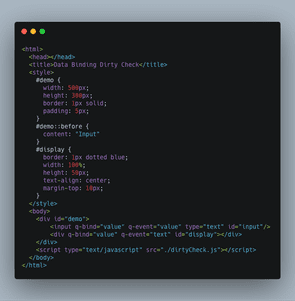 <html>
<head></head>
<title>Data Binding Dirty Check</title>
<style>
#demo {
width: 500px;
height: 300px;
border: 1px solid;
padding: 5px;
}
#demo::before {
content: "Input"
}
#display {
border: 1px dotted blue;
width: 100%;
height: 50px;
text-align: center;
margin-top: 10px;
}
</style>
<body>
<div id="demo">
<input q-bind="value" q-event="value" type="text" id="input"/>
<div q-bind="value" q-event="text" id="display"></div>
</div>
<script type="text/javascript" src="./dirtyCheck.js"></script>
</body>
</html>